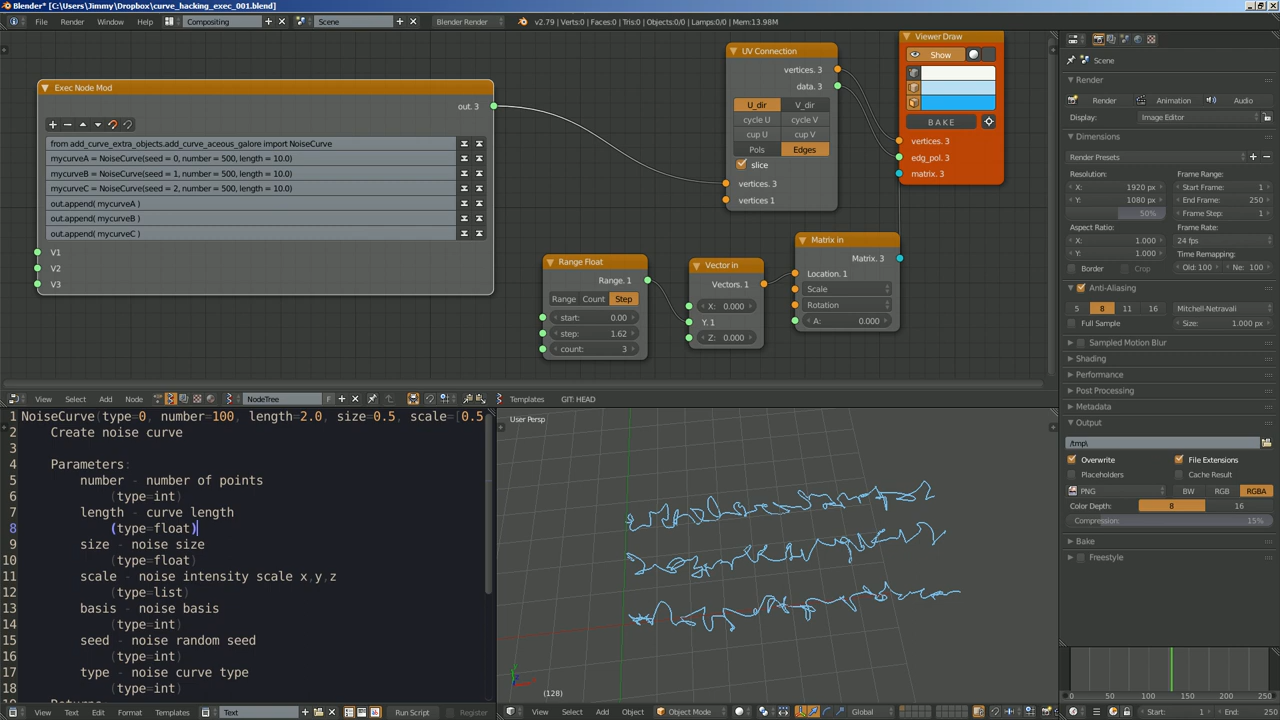 Blender* [C:\Users\Jimmy\Dropbox\curve_hacking_exec_001.blend]
File Render Window Help Compositing Scene Blender Render v2.79 | Verts:0 | Faces:0 | Tris:0 | Objects:0/0 | Lamps:0/0 | Mem:13.98M
Exec Node Mod
out. 3
from add_curve_extra_objects.add_curve_aceous_galore import NoiseCurve
mycurveA = NoiseCurve(seed = 0, number = 500, length = 10.0)
mycurveB = NoiseCurve(seed = 1, number = 500, length = 10.0)
mycurveC = NoiseCurve(seed = 2, number = 500, length = 10.0)
out.append( mycurveA )
out.append( mycurveB )
out.append( mycurveC )
V1
V2
V3
UV Connection
vertices. 3
data. 3
U_dir V_dir
cycle U cycle V
cup U cup V
Pols Edges
slice
vertices. 3
vertices 1
Viewer Draw
Show
BAKE
vertices. 3
edg_pol. 3
matrix. 3
Range Float
Range. 1
Range Count Step
start: 0.00
step: 1.62
count: 3
Vector in
Vectors. 1
X: 0.000
Y. 1
Z: 0.000
Matrix in
Matrix. 3
Location. 1
Scale
Rotation
A: 0.000
View Select Add Node NodeTree Templates GIT: HEAD
1 NoiseCurve(type=0, number=100, length=2.0, size=0.5, scale=[0.5
2 Create noise curve
3
4 Parameters:
5 number - number of points
6 (type=int)
7 length - curve length
8 (type=float)
9 size - noise size
10 (type=float)
11 scale - noise intensity scale x,y,z
12 (type=list)
13 basis - noise basis
14 (type=int)
15 seed - noise random seed
16 (type=int)
17 type - noise curve type
18 (type=int)
View Text Edit Format Templates Text Run Script
User Persp
(128)
View Select Add Object Object Mode Global
Scene
Render
Render Animation Audio
Display: Image Editor
Dimensions
Render Presets
Resolution: Frame Range:
X: 1920 px Start Frame: 1
Y: 1080 px End Frame: 250
50% Frame Step: 1
Aspect Ratio: Frame Rate:
X: 1.000 24 fps
Y: 1.000 Time Remapping:
Border Crop Old: 100 Ne: 100
Anti-Aliasing
5 8 11 16 Mitchell-Netravali
Full Sample Size: 1.000 px
Sampled Motion Blur
Shading
Performance
Post Processing
Metadata
Output
/tmp\
Overwrite File Extensions
Placeholders Cache Result
PNG BW RGB RGBA
Color Depth: 8 16
Compression: 15%
Bake
Freestyle
0 50 100 150 200 250
Start: 1 End: 250